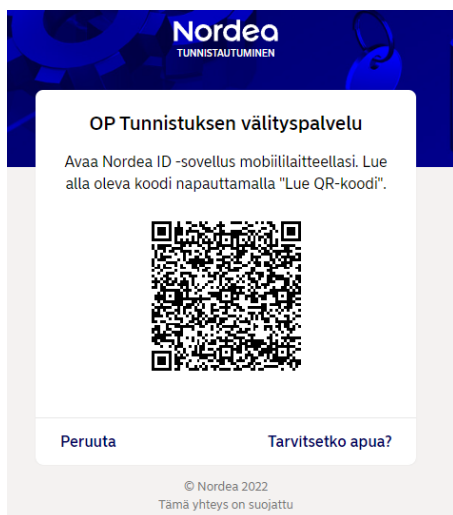 Nordea
TUNNISTAUTUMINEN
OP Tunnistuksen välityspalvelu
Avaa Nordea ID -sovellus mobiililaitteellasi. Lue
alla oleva koodi napauttamalla "Lue QR-koodi".
Peruuta
Tarvitsetko apua?
© Nordea 2022
Tämä yhteys on suojattu